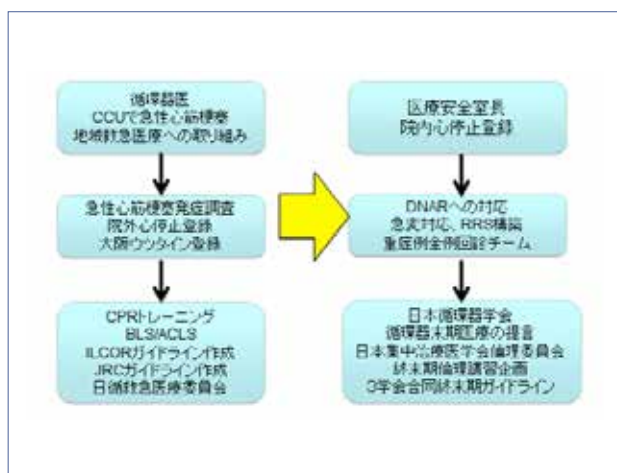 循環器医
CCUで急性心筋梗塞
地域救急医療への取り組み
急性心筋梗塞発症調査
院外心停止登録
大阪ウツタイン登録
CPRトレーニング
BLS/ACLS
ILCORガイドライン作成
JRCガイドライン作成
日循救急医療委員会
医療安全室長
院内心停止登録
DNARへの対応
急変対応、RRS構築
重症例全例回診チーム
日本循環器学会
循環器末期医療の提言
日本集中治療医学会倫理委員会
終末期倫理講習企画
3学会合同終末期ガイドライン